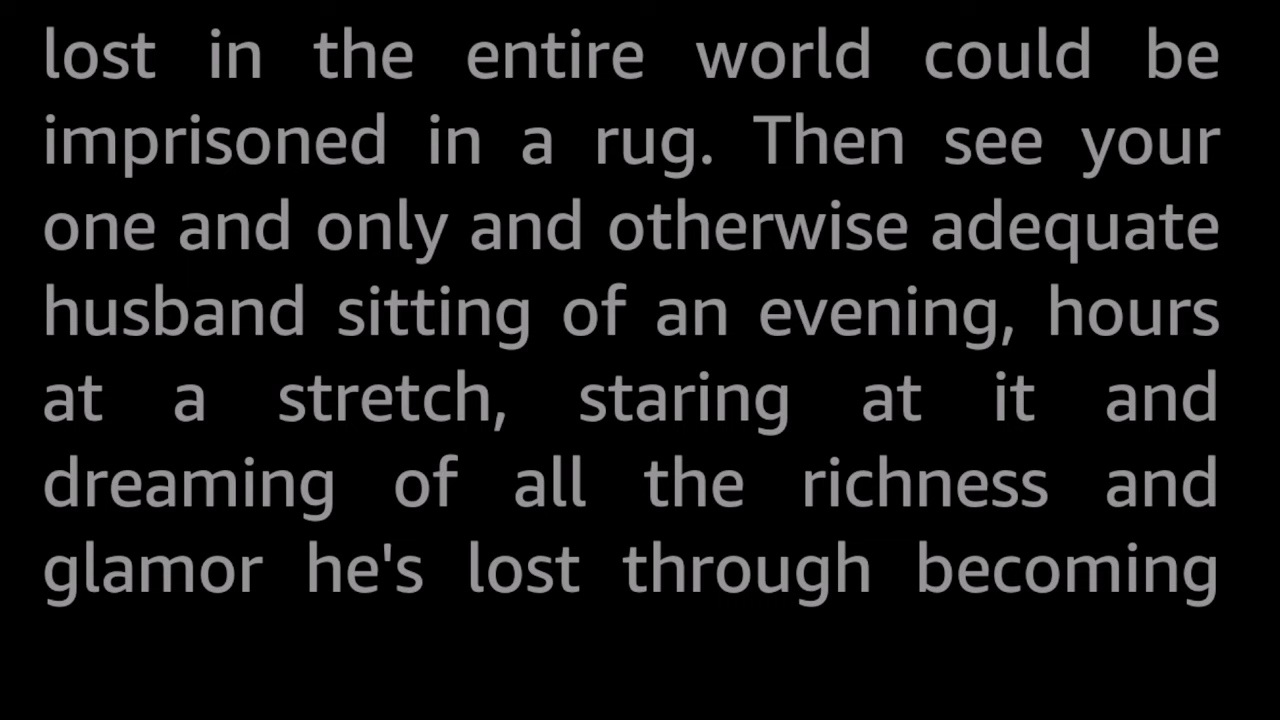 lost in the entire world could be
imprisoned in a rug. Then see your
one and only and otherwise adequate
husband sitting of an evening, hours
at a stretch, staring at it and
dreaming of all the richness and
glamor he's lost through becoming